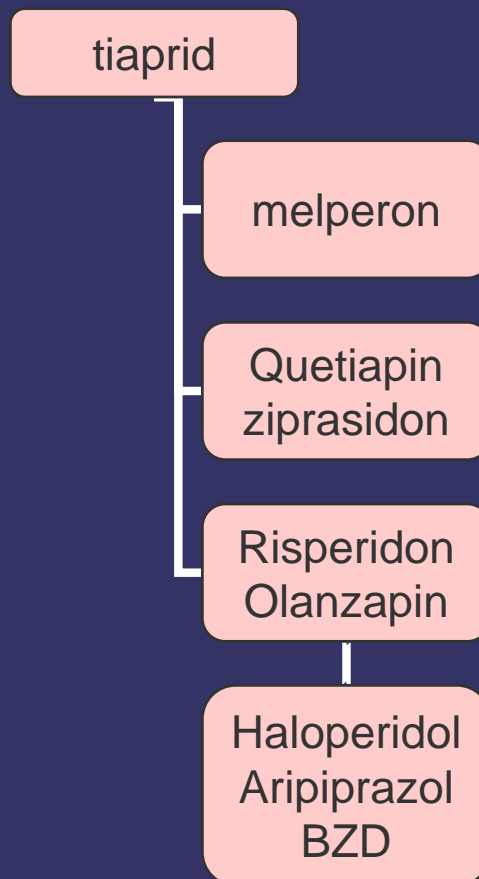 tiaprid
melperon
Quetiapin
ziprasidon
Risperidon
Olanzapin
Haloperidol
Aripiprazol
BZD